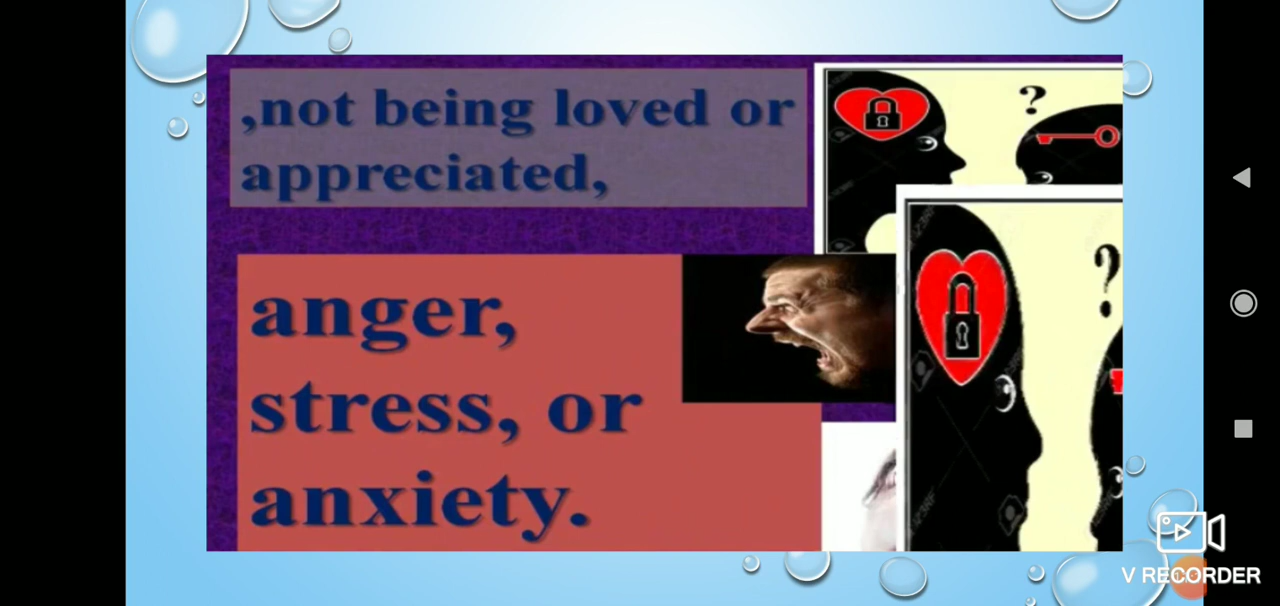 ,not being loved or
appreciated,
anger,
stress, or
anxiety.
?
?
V RECORDER